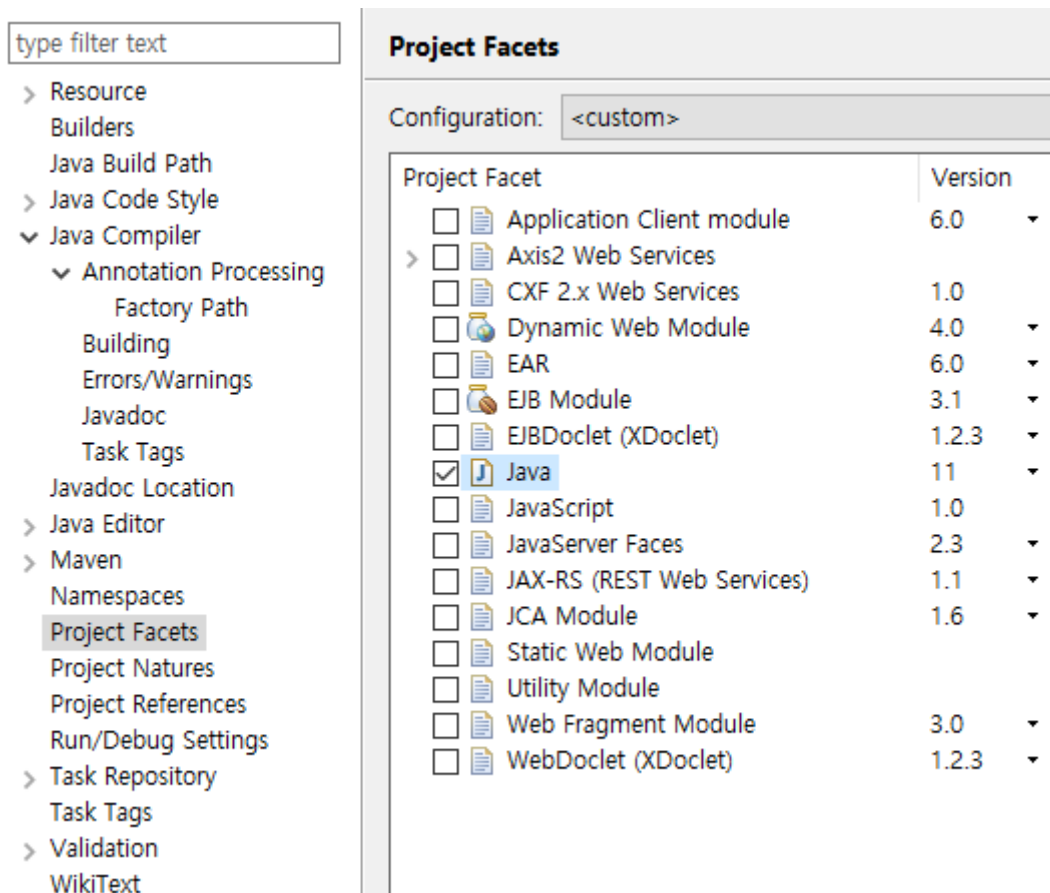 type filter text
Resource
Builders
Java Build Path
Java Code Style
Java Compiler
Annotation Processing
Factory Path
Building
Errors/Warnings
Javadoc
Task Tags
Javadoc Location
Java Editor
Maven
Namespaces
Project Facets
Project Natures
Project References
Run/Debug Settings
Task Repository
Task Tags
Validation
WikiText
Project Facets
Configuration: <custom>
Project Facet Version
Application Client module 6.0
Axis2 Web Services
CXF 2.x Web Services 1.0
Dynamic Web Module 4.0
EAR 6.0
EJB Module 3.1
EJBDoclet (XDoclet) 1.2.3
Java 11
JavaScript 1.0
JavaServer Faces 2.3
JAX-RS (REST Web Services) 1.1
JCA Module 1.6
Static Web Module
Utility Module
Web Fragment Module 3.0
WebDoclet (XDoclet) 1.2.3